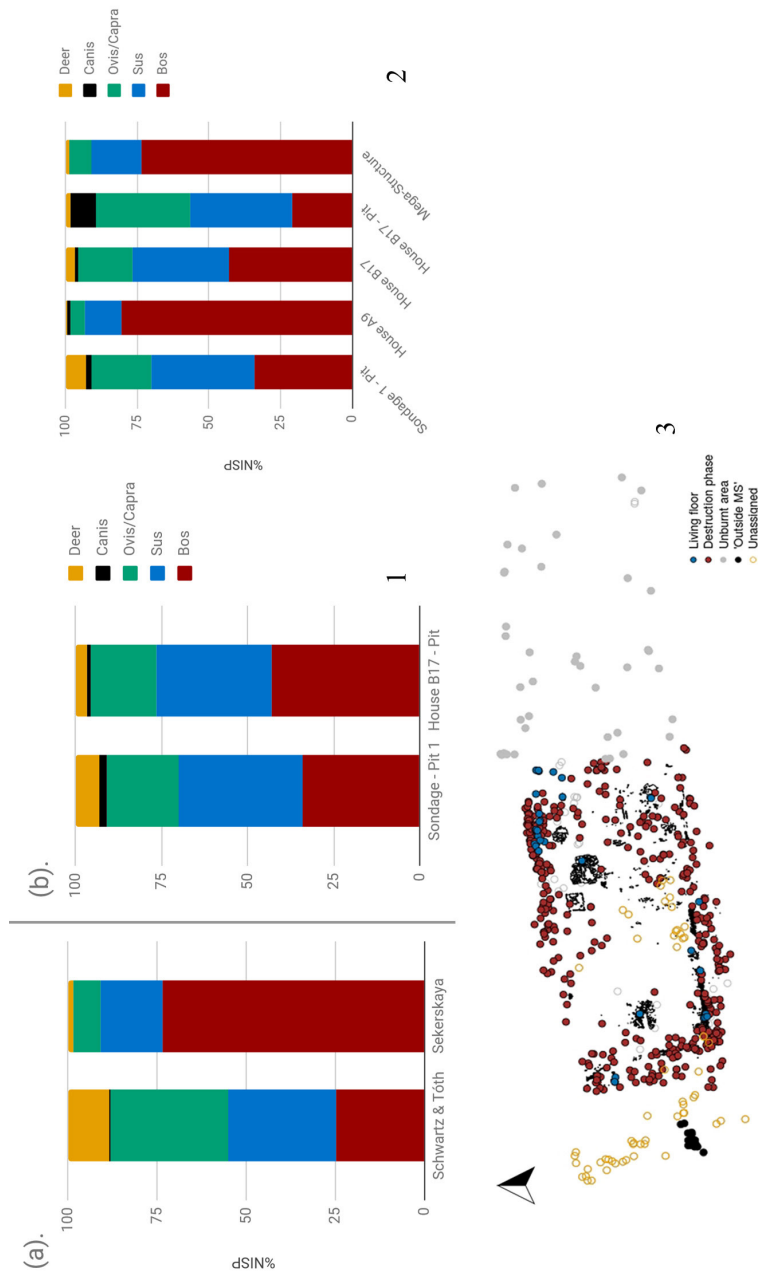 (a).
%NISP
100
75
50
25
0
Schwartz & Tóth
Sekerskaya
(b).
100
75
50
25
0
Sondage - Pit 1
House B17 - Pit
Deer
Canis
Ovis/Capra
Sus
Bos
1
%NISP
100
75
50
25
0
Sondage 1 - Pit
House A9
House B17
House B17 - Pit
Mega-Structure
Deer
Canis
Ovis/Capra
Sus
Bos
2
Living floor
Destruction phase
Unburnt area
'Outside MS'
Unassigned
3